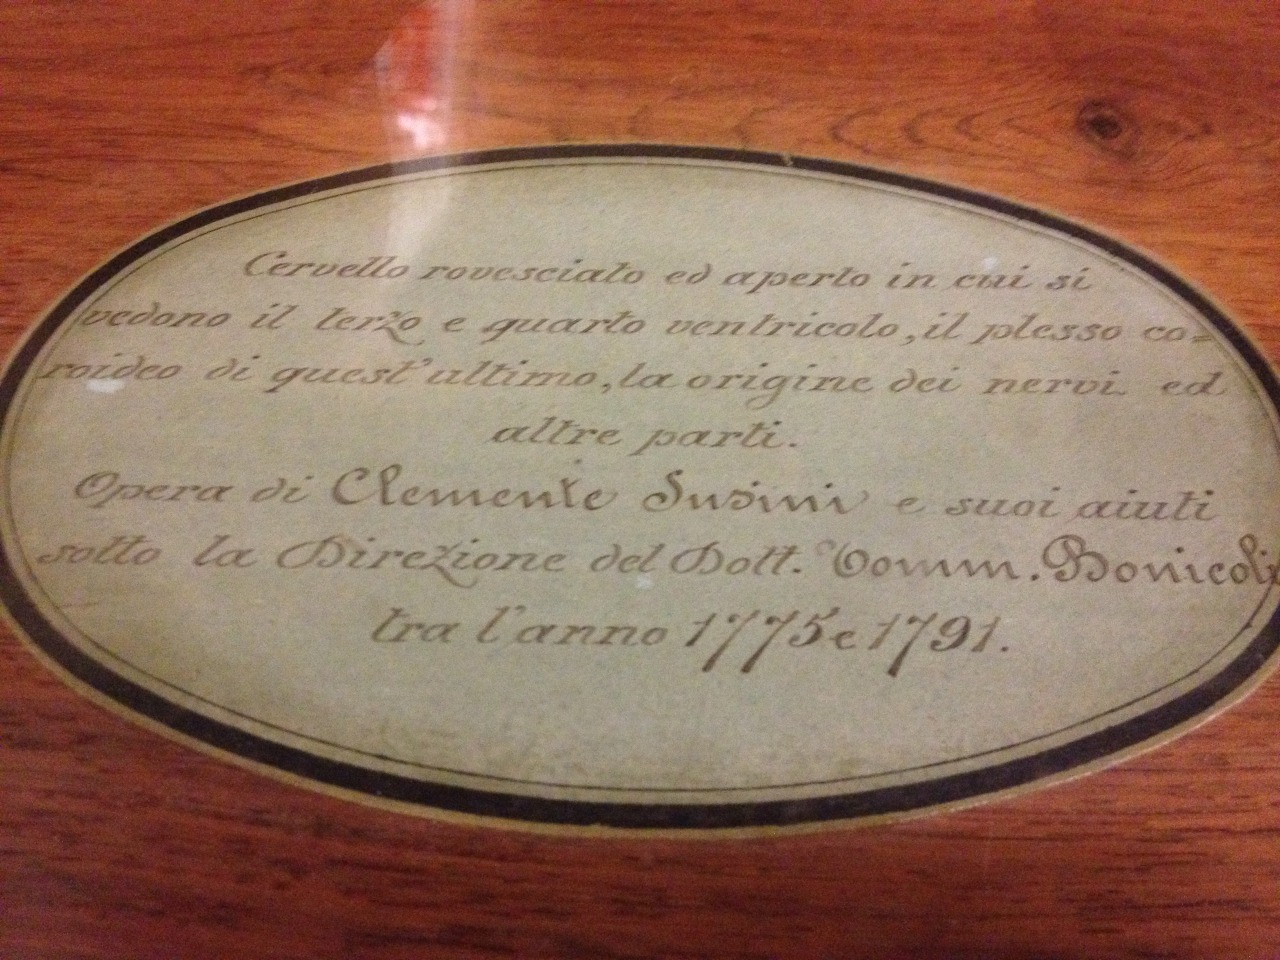 Cervello rovesciato ed aperto in cui si
vedono il terzo e quarto ventricolo, il plesso co=
roideo di quest'ultimo, la origine dei nervi ed
altre parti.
Opera di Clemente Susini e suoi aiuti
sotto la Direzione del Dott. Tomm. Bonicoli
tra l'anno 1775 e 1791.